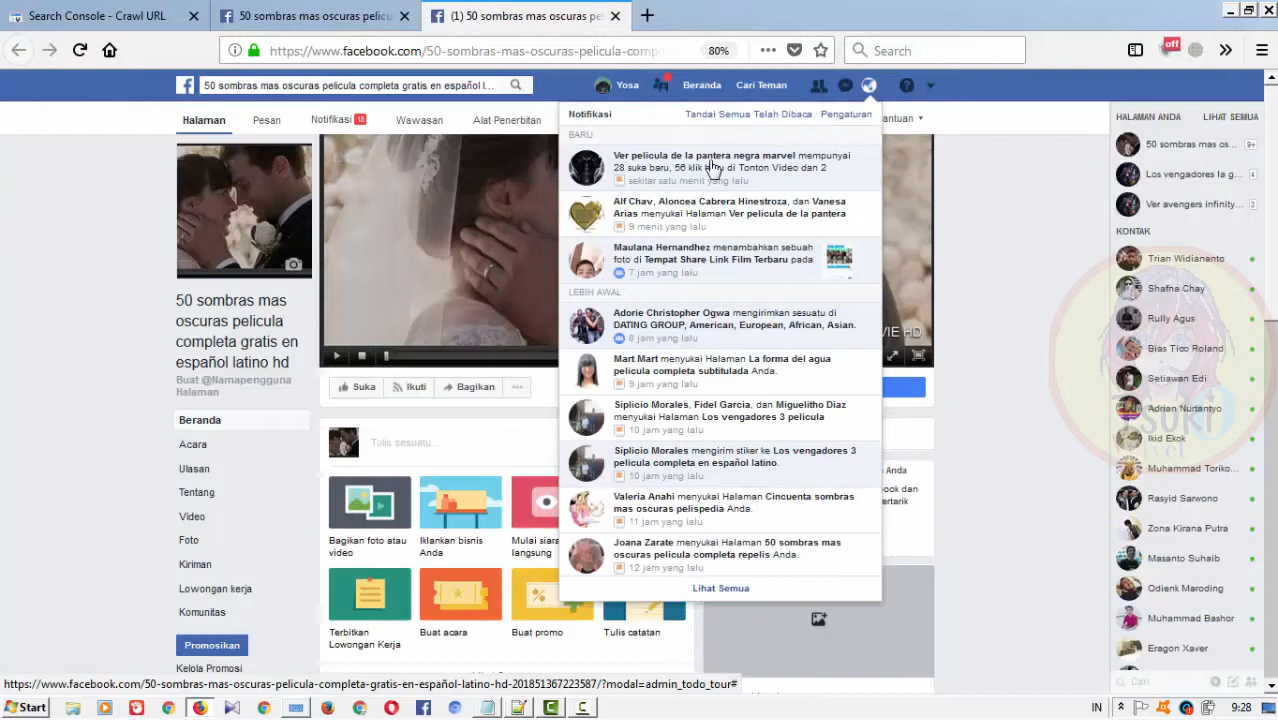 Search Console - Crawl URL
50 sombras mas oscuras pelicu
(1) 50 sombras mas oscuras pe
https://www.facebook.com/50-sombras-mas-oscuras-pelicula-comp
80%
Search
off
50 sombras mas oscuras pelicula completa gratis en español l...
Yosa
Beranda
Cari Teman
Halaman
Pesan
Notifikasi 18
Wawasan
Alat Penerbitan
antuan
Notifikasi
Tandai Semua Telah Dibaca
Pengaturan
BARU
Ver pelicula de la pantera negra marvel mempunyai
28 suka baru, 56 klik di Tonton Video dan 2
sekitar satu menit yang lalu
Alf Chav, Aloncea Cabrera Hinestroza, dan Vanesa
Arias menyukai Halaman Ver pelicula de la pantera
9 menit yang lalu
Maulana Hernandhez menambahkan sebuah
foto di Tempat Share Link Film Terbaru pada
7 jam yang lalu
LEBIH AWAL
Adorie Christopher Ogwa mengirimkan sesuatu di
DATING GROUP, American, European, African, Asian.
8 jam yang lalu
Mart Mart menyukai Halaman La forma del agua
pelicula completa subtitulada Anda.
9 jam yang lalu
Siplicio Morales, Fidel Garcia, dan Miguelitho Diaz
menyukai Halaman Los vengadores 3 pelicula
10 jam yang lalu
Siplicio Morales mengirim stiker ke Los vengadores 3
pelicula completa en español latino.
10 jam yang lalu
Valeria Anahi menyukai Halaman Cincuenta sombras
mas oscuras pelispedia Anda.
11 jam yang lalu
Joana Zarate menyukai Halaman 50 sombras mas
oscuras pelicula completa repelis Anda.
12 jam yang lalu
Lihat Semua
50 sombras mas
oscuras pelicula
completa gratis en
español latino hd
Buat @Namapengguna
Halaman
Beranda
Acara
Ulasan
Tentang
Video
Foto
Kiriman
Lowongan kerja
Komunitas
Promosikan
Kelola Promosi
VIE HD
Suka
Ikuti
Bagikan
Tulis sesuatu...
Bagikan foto atau
video
Iklankan bisnis
Anda
Mulai siara
langsung
Terbitkan
Lowongan Kerja
Buat acara
Buat promo
Tulis catatan
Anda
ook dan
ertarik
HALAMAN ANDA
LIHAT SEMUA
50 sombras mas os... 9+
Los vengadores la g... 4
Ver avengers infinity... 3
KONTAK
Trian Widiananto
Shafna Chay
Rully Agus
Bias Tico Roland
Setiawan Edi
Adrian Nurtantyo
Ikid Ekok
Muhammad Toriko...
Rasyid Sarwono
Zona Kirana Putra
Masanto Suhaib
Odienk Maroding
Muhammad Bashor
Eragon Xaver
Cari
https://www.facebook.com/50-sombras-mas-oscuras-pelicula-completa-gratis-en-español-latino-hd-201851367223587/?modal=admin_todo_tour#
Start
IN
9:28